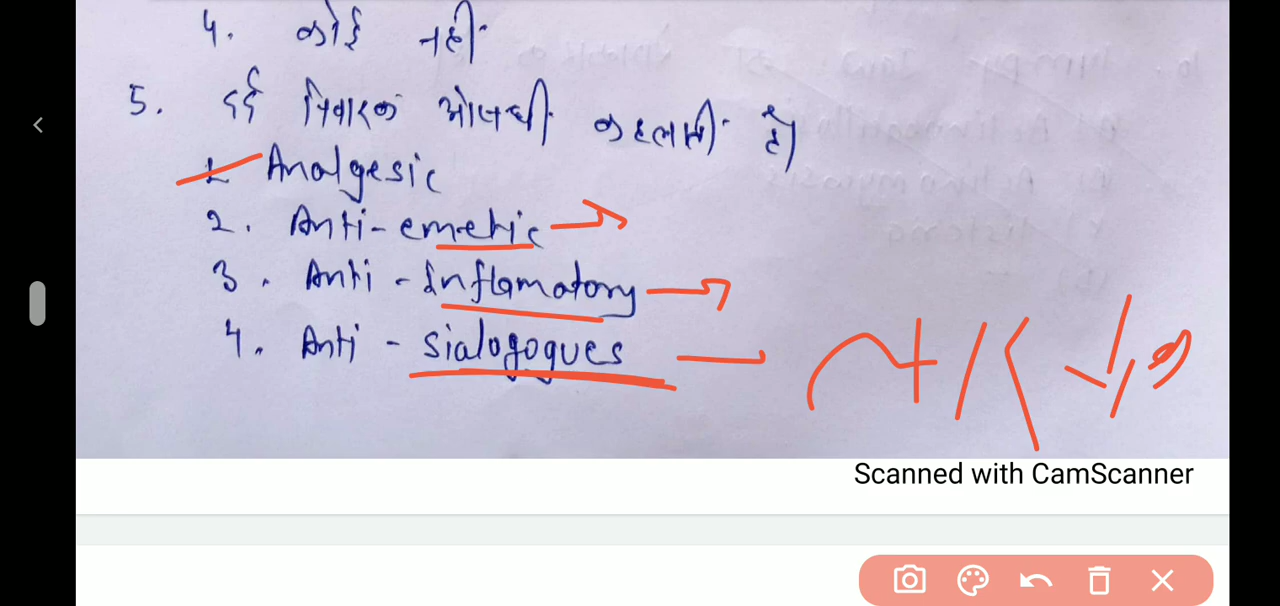 4. कोई नहीं
5. दर्द निवारक औषधी कहलाती है।
1. Analgesic
2. Anti-emetic
3. Anti-Inflamatory
4. Anti-sialogogues
Scanned with CamScanner